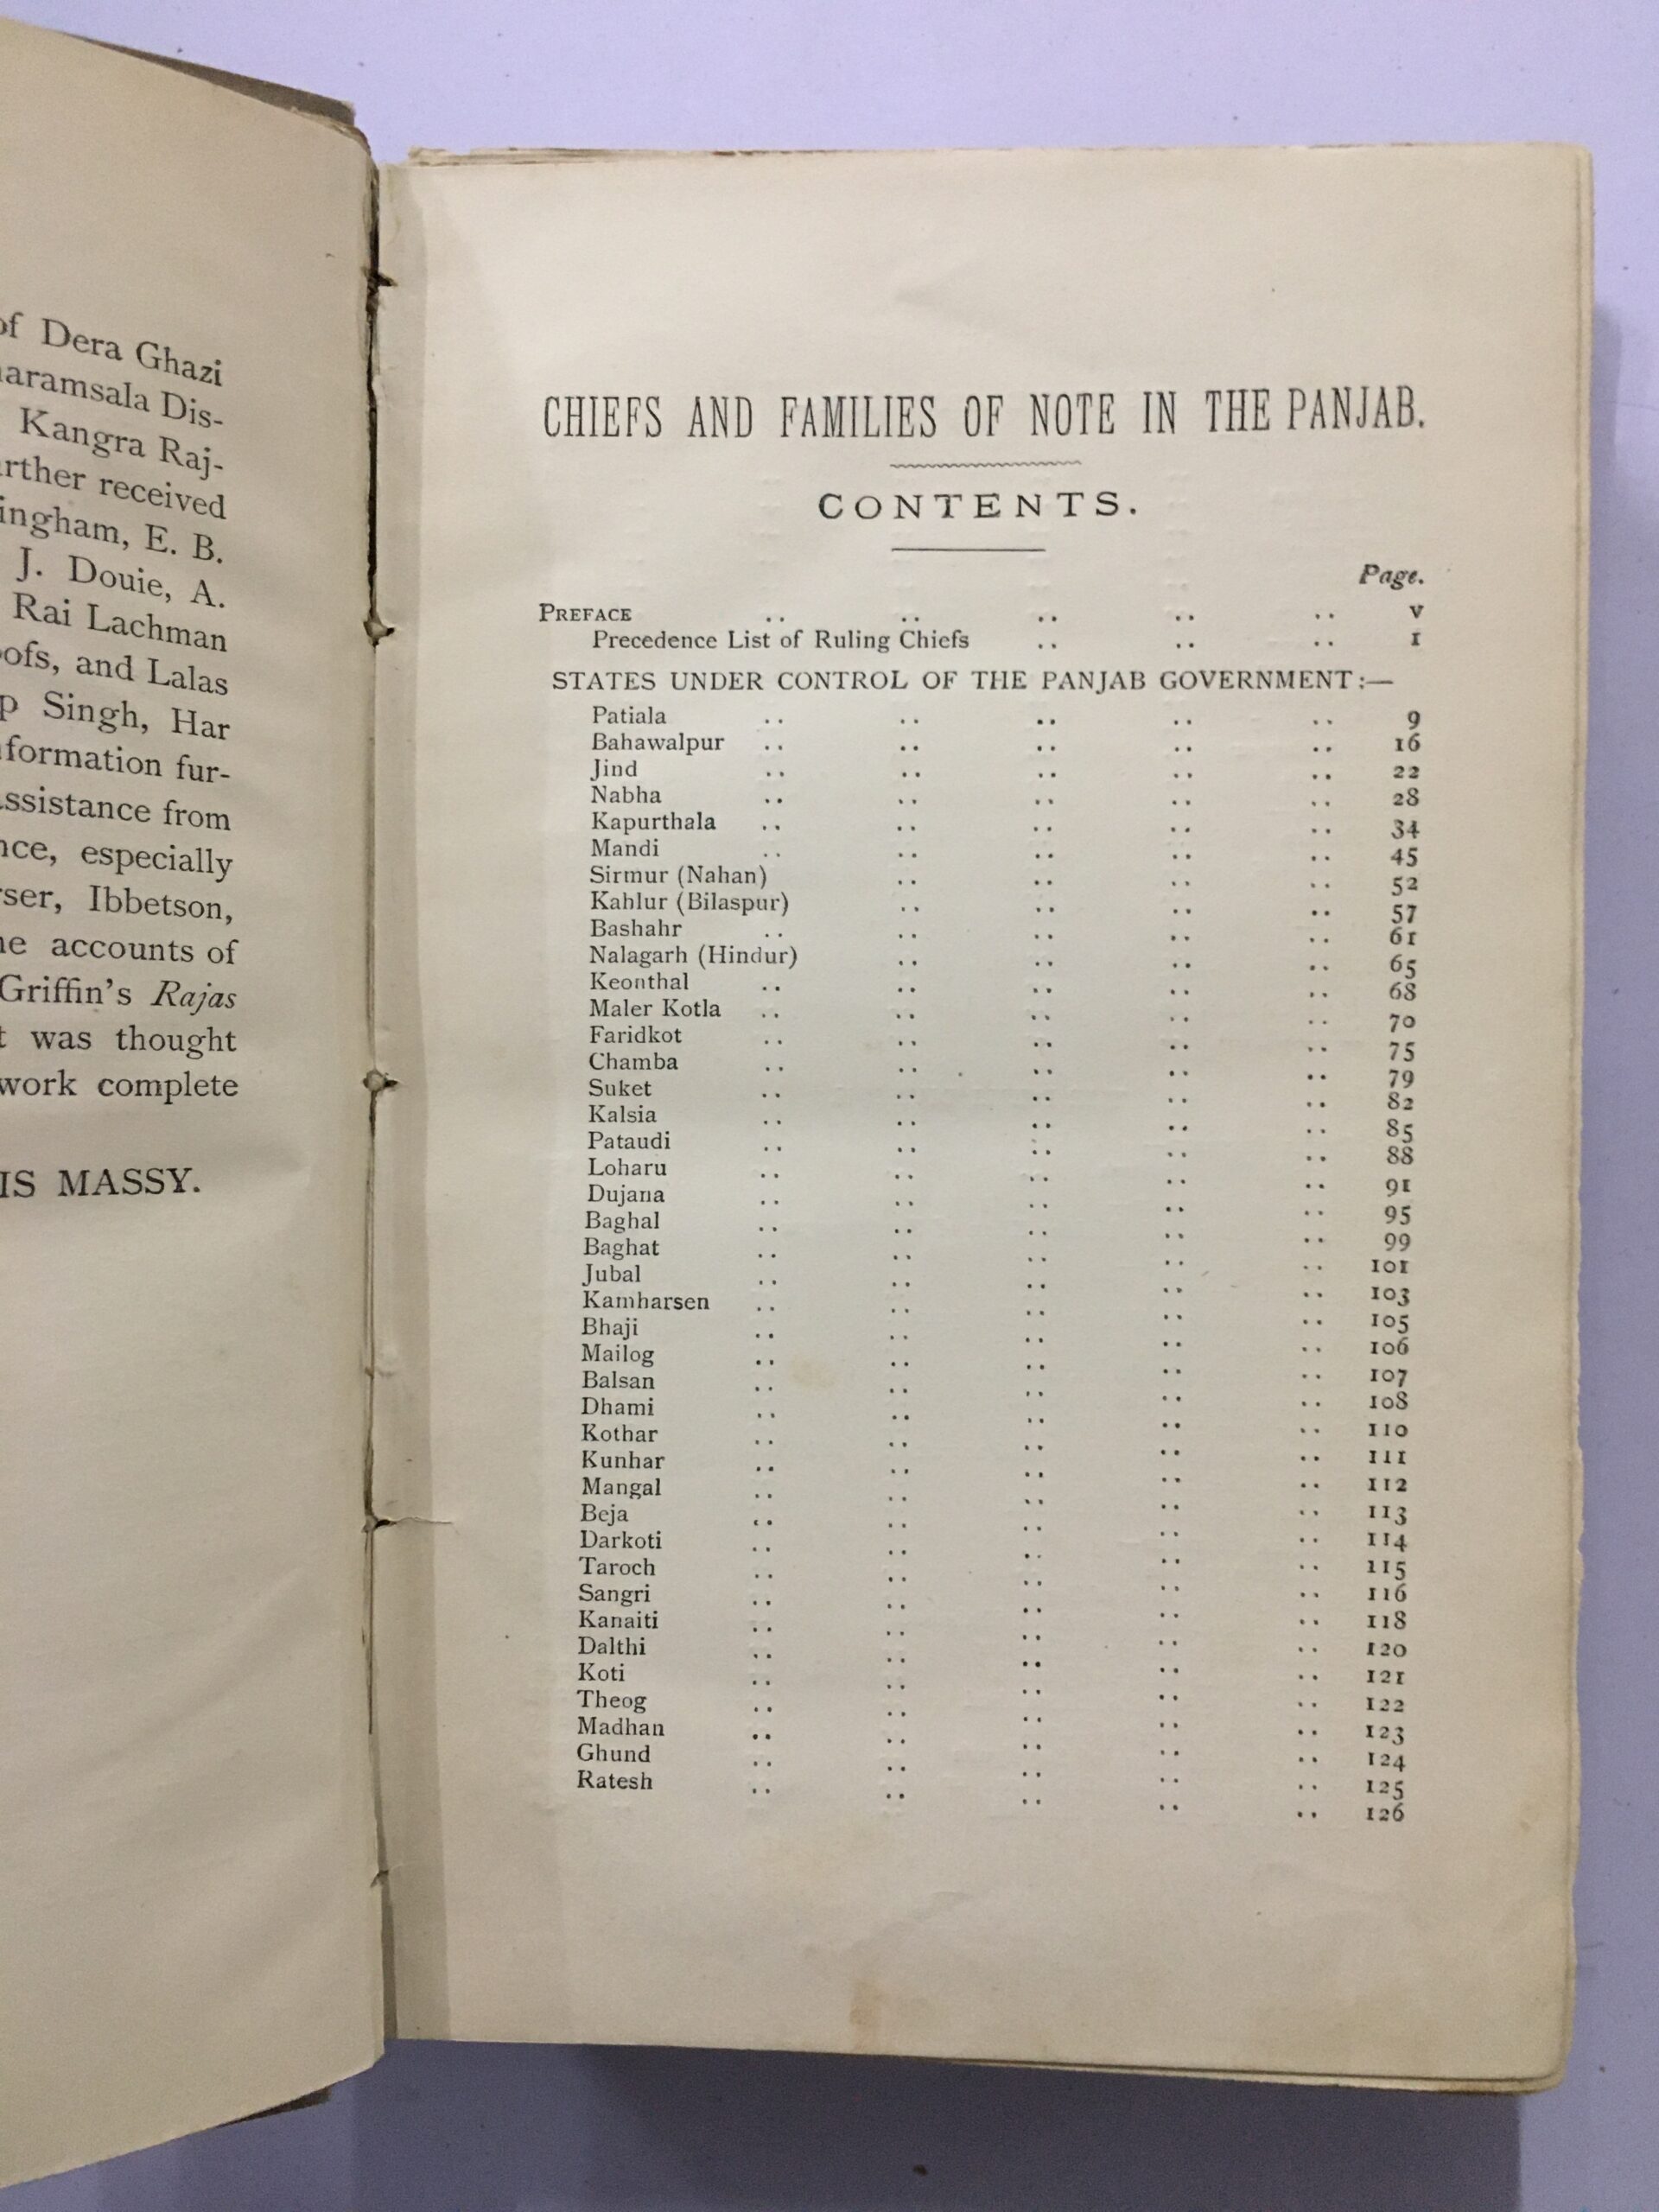 of Dera Ghazi
aramsala Dis-
Kangra Raj-
rther received
ingham, E. B.
J. Douie, A.
Rai Lachman
oofs, and Lalas
p Singh, Har
formation fur-
assistance from
nce, especially
rser, Ibbetson,
he accounts of
Griffin's Rajas
t was thought
work complete
IS MASSY.
CHIEFS AND FAMILIES OF NOTE IN THE PANJAB.
CONTENTS.
Page.
PREFACE .. .. .. .. .. v
Precedence List of Ruling Chiefs .. .. .. 1
STATES UNDER CONTROL OF THE PANJAB GOVERNMENT:—
Patiala .. .. .. .. .. 9
Bahawalpur .. .. .. .. .. 16
Jind .. .. .. .. .. 22
Nabha .. .. .. .. .. 28
Kapurthala .. .. .. .. .. 34
Mandi .. .. .. .. .. 45
Sirmur (Nahan) .. .. .. .. 52
Kahlur (Bilaspur) .. .. .. .. 57
Bashahr .. .. .. .. .. 61
Nalagarh (Hindur) .. .. .. .. 65
Keonthal .. .. .. .. .. 68
Maler Kotla .. .. .. .. .. 70
Faridkot .. .. .. .. .. 75
Chamba .. .. .. .. .. 79
Suket .. .. .. .. .. 82
Kalsia .. .. .. .. .. 85
Pataudi .. .. .. .. .. 88
Loharu .. .. .. .. .. 91
Dujana .. .. .. .. .. 95
Baghal .. .. .. .. .. 99
Baghat .. .. .. .. .. 101
Jubal .. .. .. .. .. 103
Kamharsen .. .. .. .. .. 105
Bhaji .. .. .. .. .. 106
Mailog .. .. .. .. .. 107
Balsan .. .. .. .. .. 108
Dhami .. .. .. .. .. 110
Kothar .. .. .. .. .. 111
Kunhar .. .. .. .. .. 112
Mangal .. .. .. .. .. 113
Beja .. .. .. .. .. 114
Darkoti .. .. .. .. .. 115
Taroch .. .. .. .. .. 116
Sangri .. .. .. .. .. 118
Kanaiti .. .. .. .. .. 120
Dalthi .. .. .. .. .. 121
Koti .. .. .. .. .. 122
Theog .. .. .. .. .. 123
Madhan .. .. .. .. .. 124
Ghund .. .. .. .. .. 125
Ratesh .. .. .. .. .. 126